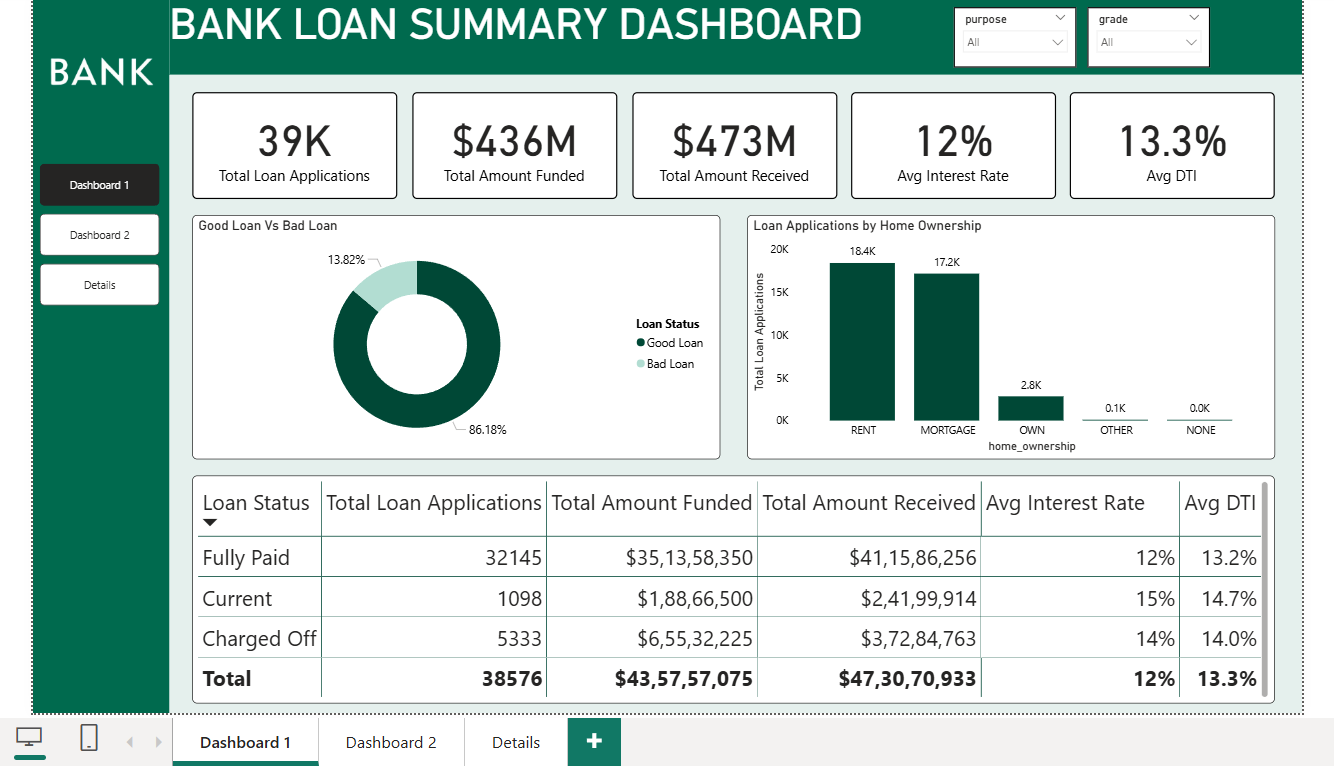 BANK LOAN SUMMARY DASHBOARD
purpose
All
grade
All
BANK
Dashboard 1
Dashboard 2
Details
39K
Total Loan Applications
$436M
Total Amount Funded
$473M
Total Amount Received
12%
Avg Interest Rate
13.3%
Avg DTI
Good Loan Vs Bad Loan
13.82%
86.18%
Loan Status
Good Loan
Bad Loan
Loan Applications by Home Ownership
Total Loan Applications
20K
15K
10K
5K
0K
18.4K
17.2K
2.8K
0.1K
0.0K
RENT MORTGAGE OWN OTHER NONE
home_ownership
Loan Status Total Loan Applications Total Amount Funded Total Amount Received Avg Interest Rate Avg DTI
Fully Paid 32145 $35,13,58,350 $41,15,86,256 12% 13.2%
Current 1098 $1,88,66,500 $2,41,99,914 15% 14.7%
Charged Off 5333 $6,55,32,225 $3,72,84,763 14% 14.0%
Total 38576 $43,57,57,075 $47,30,70,933 12% 13.3%
Dashboard 1 Dashboard 2 Details +